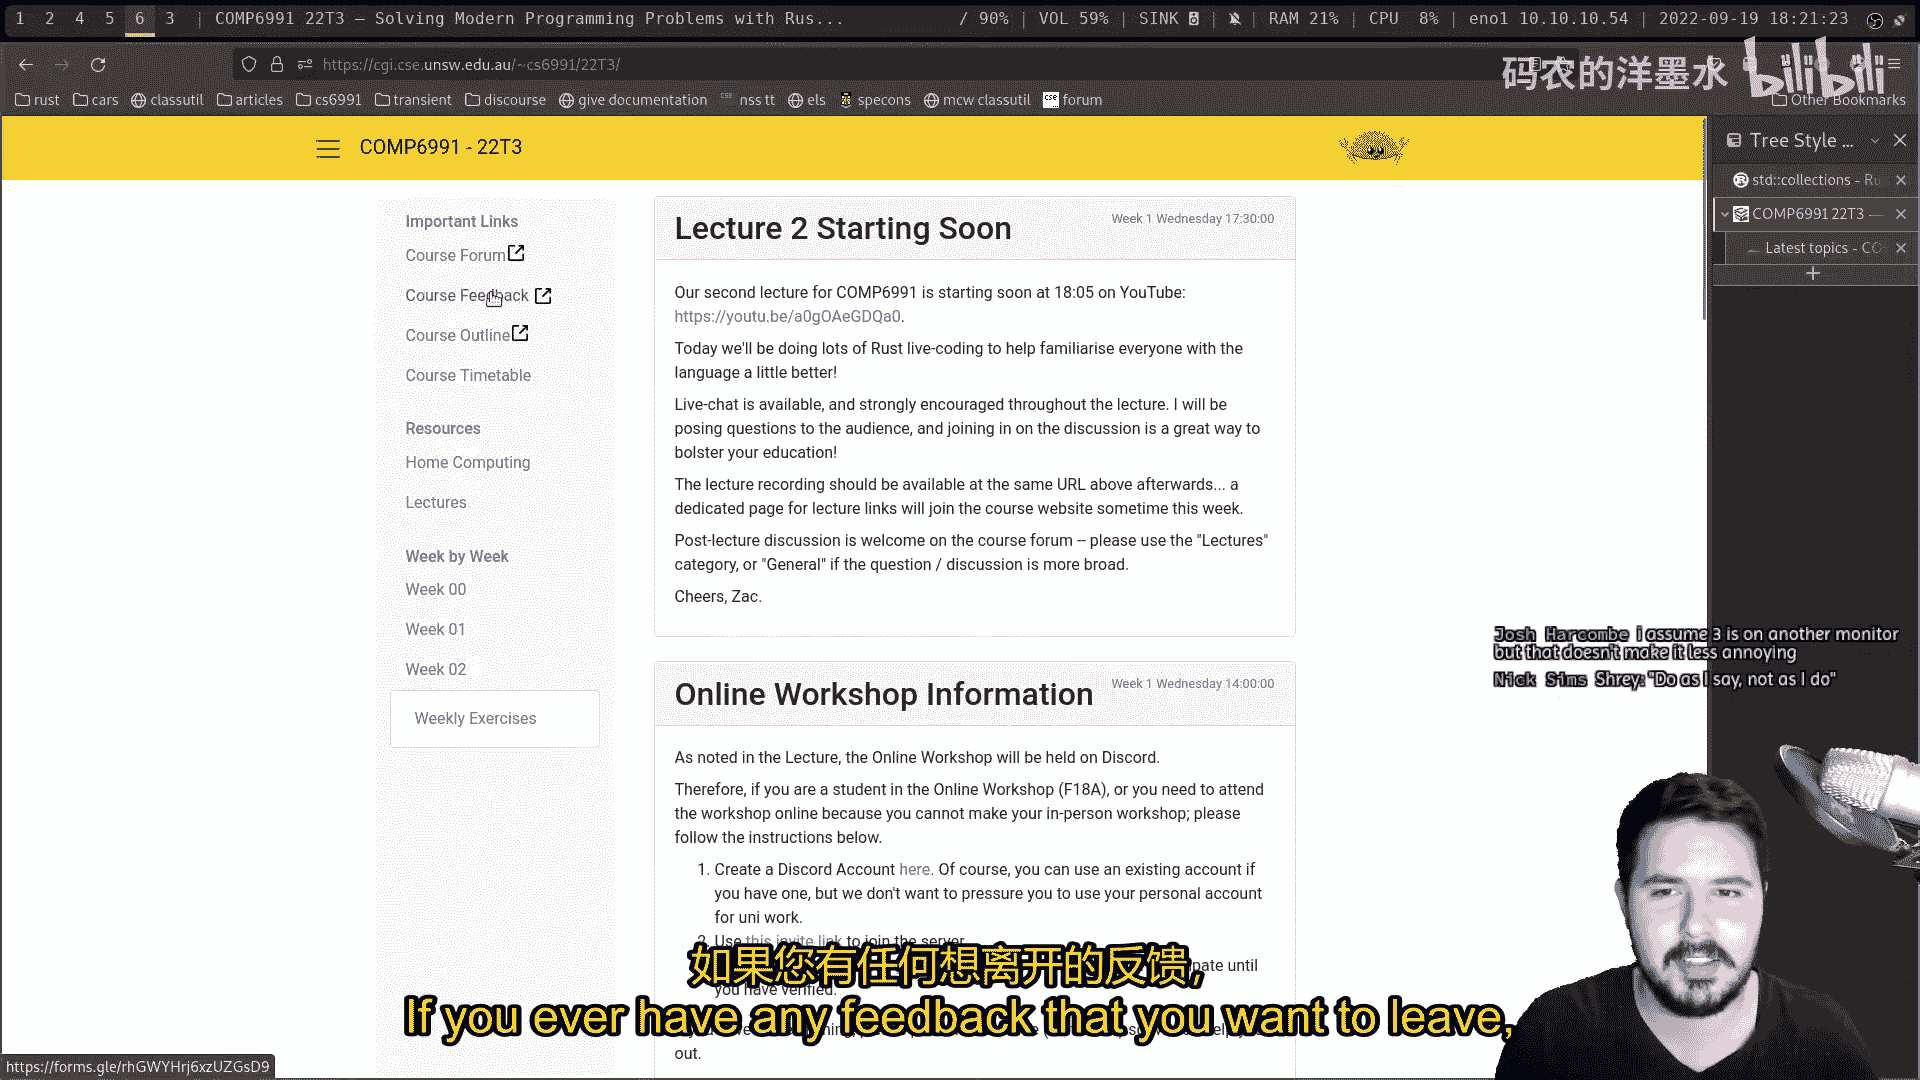 1 2 4 5 6 3 | COMP6991 22T3 — Solving Modern Programming Problems with Rus... / 90% | VOL 59% | SINK | RAM 21% | CPU 8% | eno1 10.10.10.54 | 2022-09-19 18:21:23
https://cgi.cse.unsw.edu.au/~cs6991/22T3/
码农的洋墨水 bilibili
rust cars classutil articles cs6991 transient discourse give documentation nss tt els specons mcw classutil forum
Other Bookmarks
COMP6991 - 22T3
Tree Style ...
std::collections - Ru
COMP6991 22T3 —
Latest topics - CO
Important Links
Course Forum
Course Feedback
Course Outline
Course Timetable
Resources
Home Computing
Lectures
Week by Week
Week 00
Week 01
Week 02
Weekly Exercises
Lecture 2 Starting Soon
Week 1 Wednesday 17:30:00
Our second lecture for COMP6991 is starting soon at 18:05 on YouTube:
https://youtu.be/a0gOAeGDQa0.
Today we'll be doing lots of Rust live-coding to help familiarise everyone with the
language a little better!
Live-chat is available, and strongly encouraged throughout the lecture. I will be
posing questions to the audience, and joining in on the discussion is a great way to
bolster your education!
The lecture recording should be available at the same URL above afterwards... a
dedicated page for lecture links will join the course website sometime this week.
Post-lecture discussion is welcome on the course forum -- please use the "Lectures"
category, or "General" if the question / discussion is more broad.
Cheers, Zac.
Online Workshop Information
Week 1 Wednesday 14:00:00
As noted in the Lecture, the Online Workshop will be held on Discord.
Therefore, if you are a student in the Online Workshop (F18A), or you need to attend
the workshop online because you cannot make your in-person workshop; please
follow the instructions below.
1. Create a Discord Account here. Of course, you can use an existing account if
you have one, but we don't want to pressure you to use your personal account
for uni work.
2. Use this invite link to join the server
pate until
you have verified.
out.
Josh Harcombe i assume 3 is on another monitor
but that doesn't make it less annoying
Nick Sims Shrey: "Do as I say, not as I do"
如果您有任何想离开的反馈,
If you ever have any feedback that you want to leave,
https://forms.gle/rhGWYHrj6xzUZGsD9